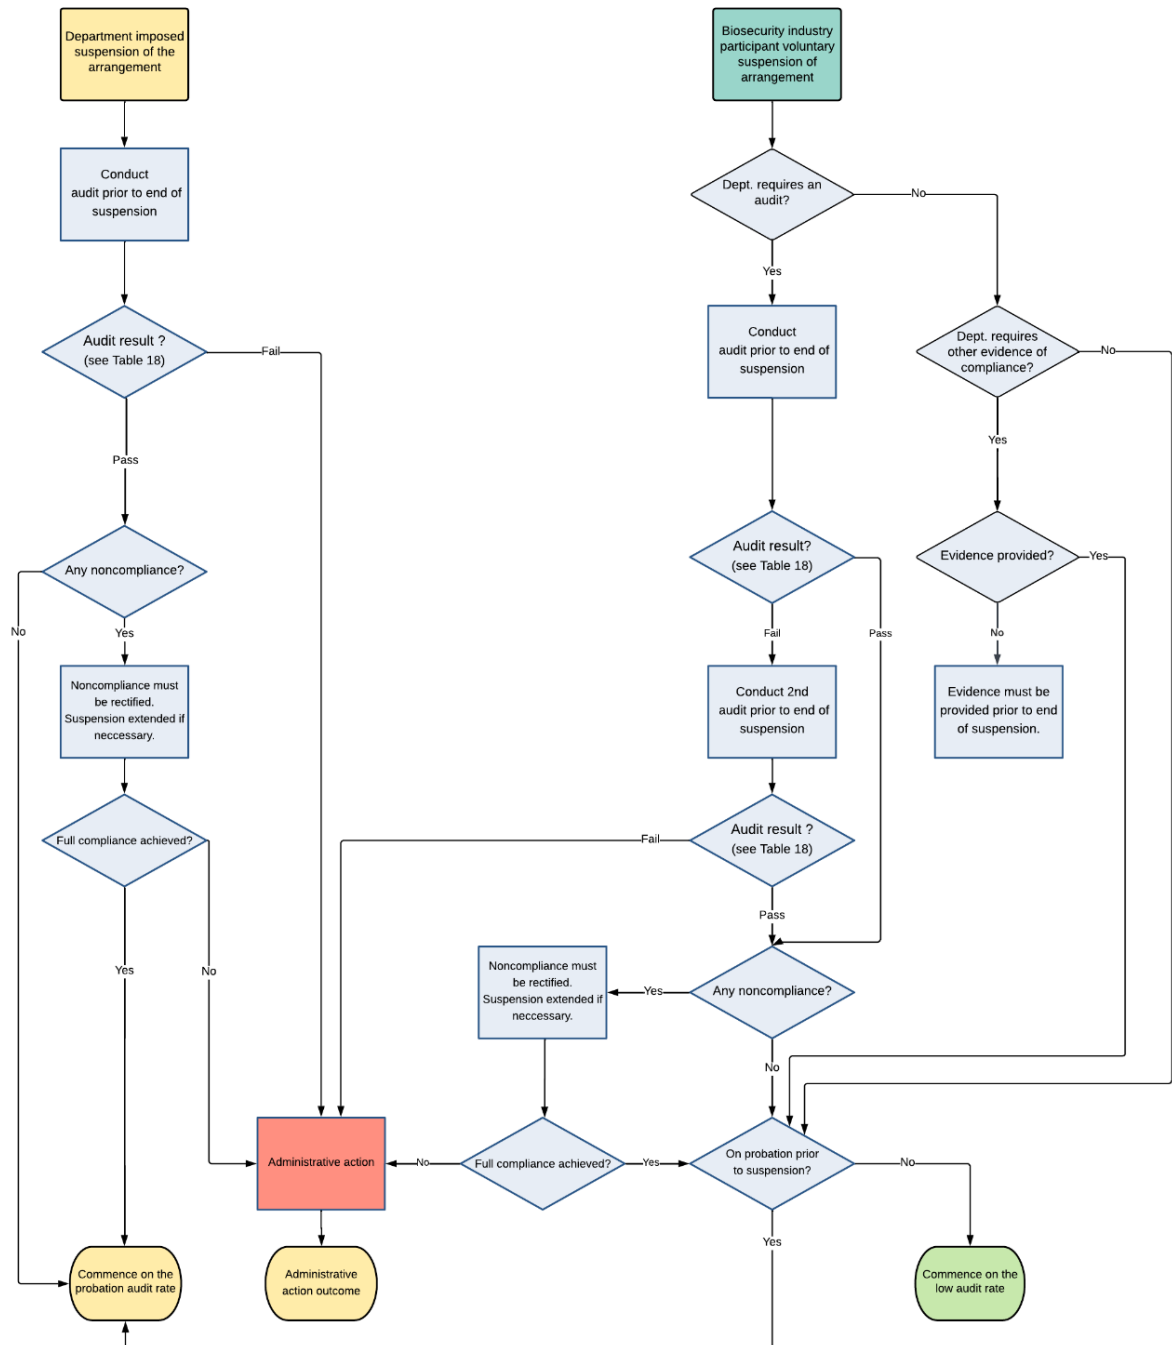 Department imposed
suspension of the
arrangement
Biosecurity industry
participant voluntary
suspension of
arrangement
Conduct
audit prior to end of
suspension
Dept. requires an
audit?
No
Yes
Audit result ?
(see Table 18)
Fail
Conduct
audit prior to end of
suspension
Dept. requires
other evidence of
compliance?
No
Pass
Yes
Any noncompliance?
Audit result?
(see Table 18)
Evidence provided?
Yes
No
Yes
Fail
Pass
No
Noncompliance must
be rectified.
Suspension extended if
neccessary.
Conduct 2nd
audit prior to end of
suspension
Evidence must be
provided prior to end
of suspension.
Full compliance achieved?
Fail
Audit result ?
(see Table 18)
Pass
Yes
No
Noncompliance must
be rectified.
Suspension extended if
neccessary.
Yes
Any noncompliance?
No
Administrative action
No
Full compliance achieved?
Yes
On probation prior
to suspension?
No
Yes
Commence on the
probation audit rate
Administrative
action outcome
Commence on the
low audit rate